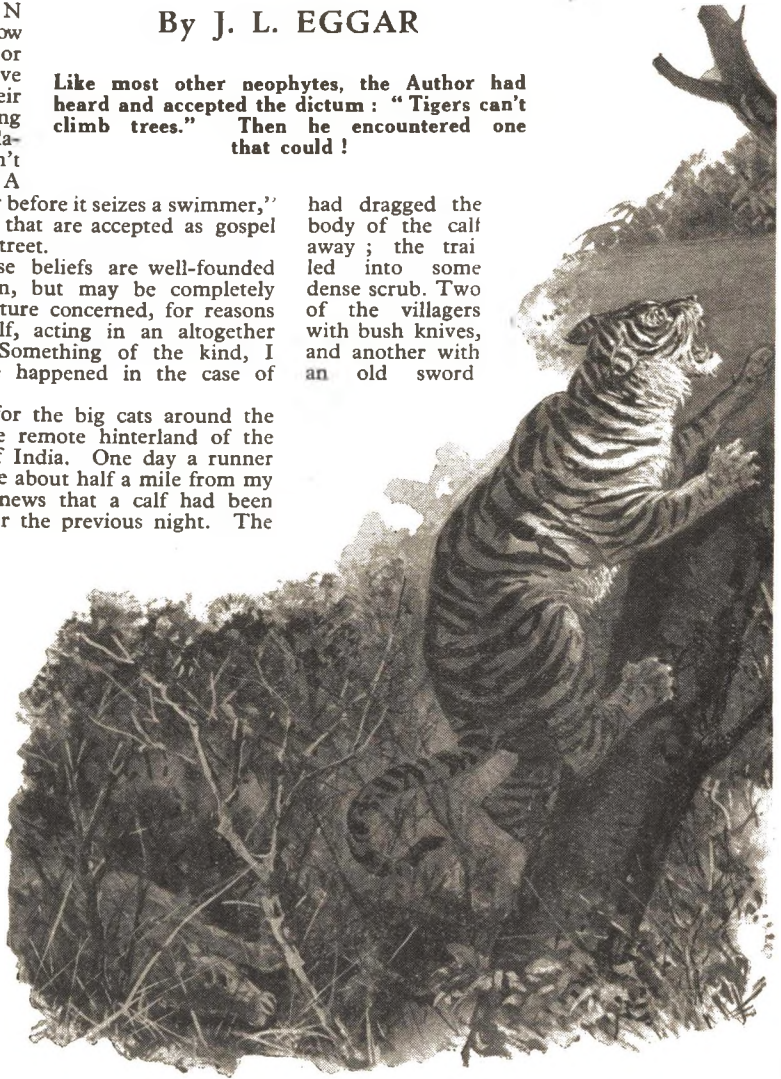 By J. L. EGGAR
Like most other neophytes, the Author had
heard and accepted the dictum : “ Tigers can't
climb trees.” Then he encountered one
that could !
N
ow
or
ve
eir
ng
la-
n't
A
before it seizes a swimmer,”
that are accepted as gospel
treet.
se beliefs are well-founded
n, but may be completely
ture concerned, for reasons
lf, acting in an altogether
Something of the kind, I
happened in the case of
for the big cats around the
e remote hinterland of the
f India. One day a runner
e about half a mile from my
news that a calf had been
r the previous night. The
had dragged the
body of the calf
away ; the trai
led into some
dense scrub. Two
of the villagers
with bush knives,
and another with
an old sword